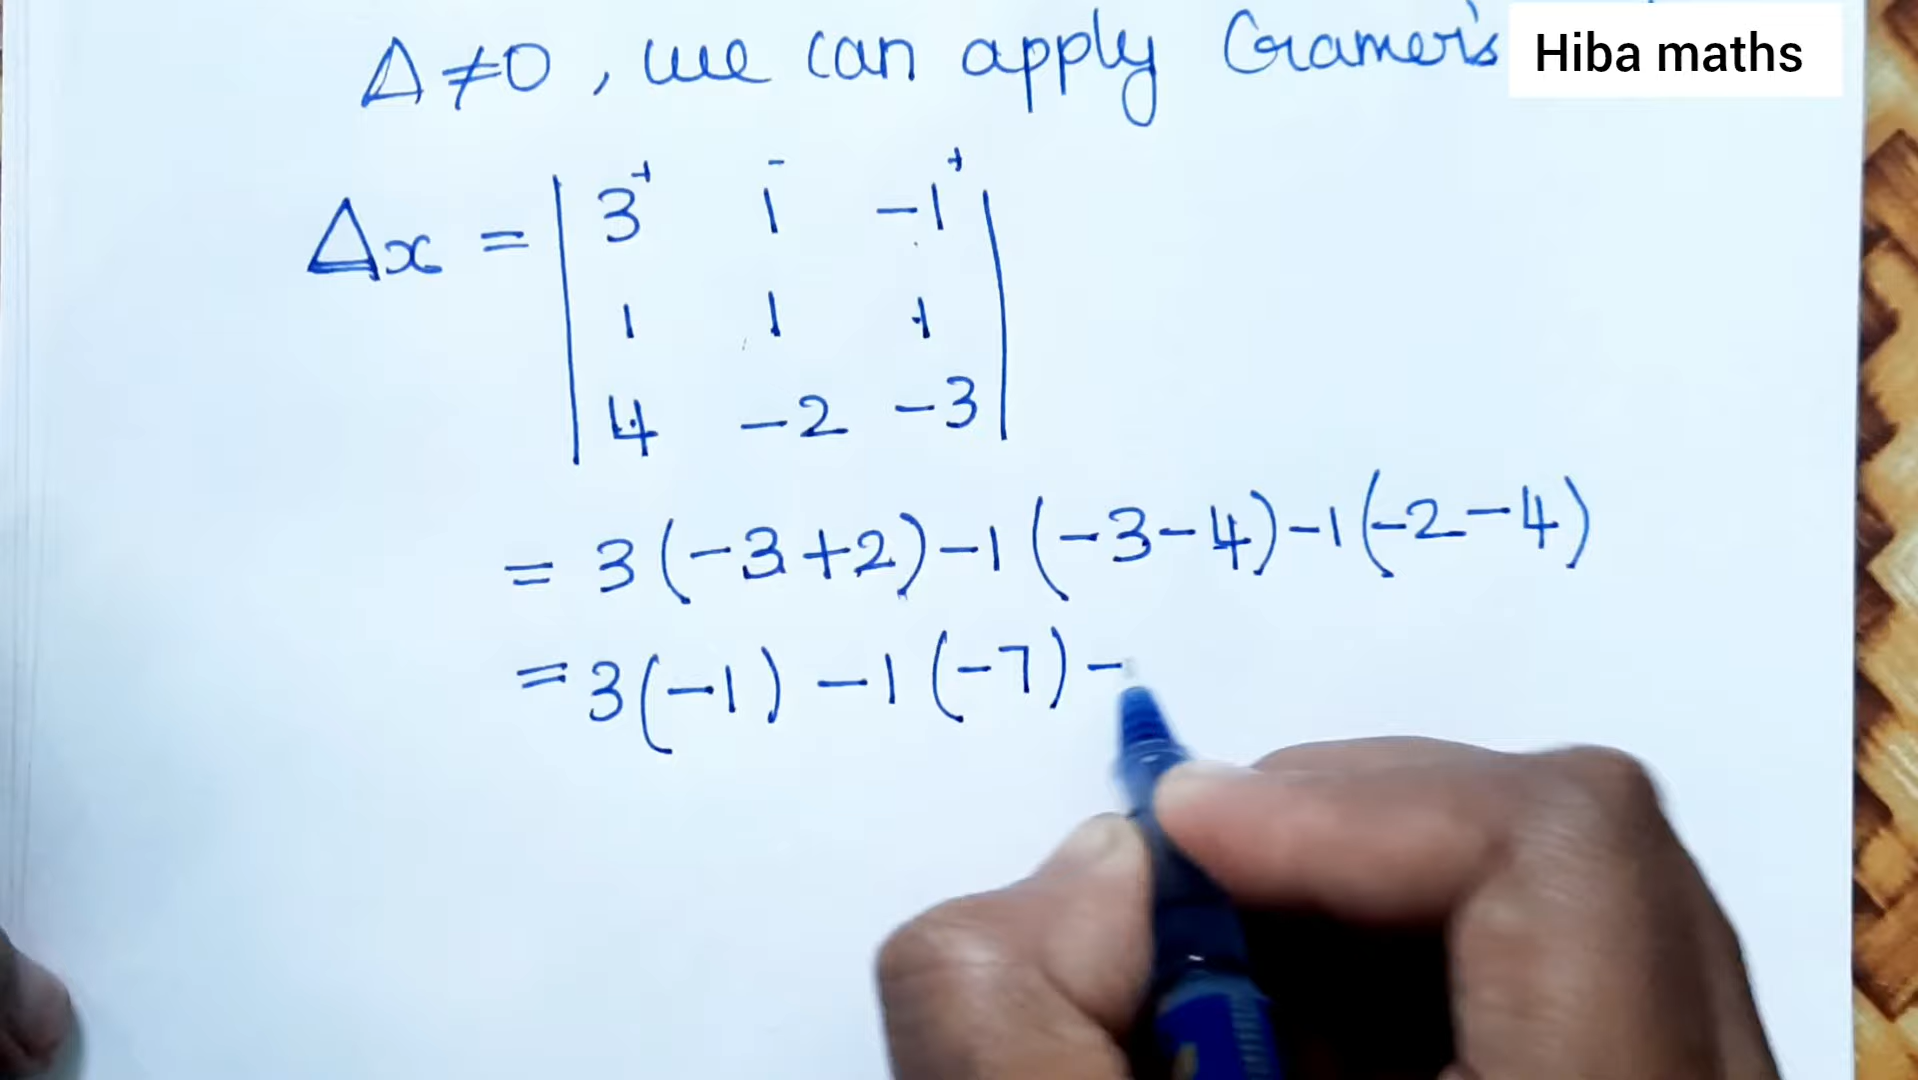 Δ≠0, we can apply Cramer's
Hiba maths
Δx = | 3⁺ 1⁻ -1⁺ |
| 1 1 1 |
| 4 -2 -3 |
= 3(-3+2)-1(-3-4)-1(-2-4)
= 3(-1) -1(-7) -